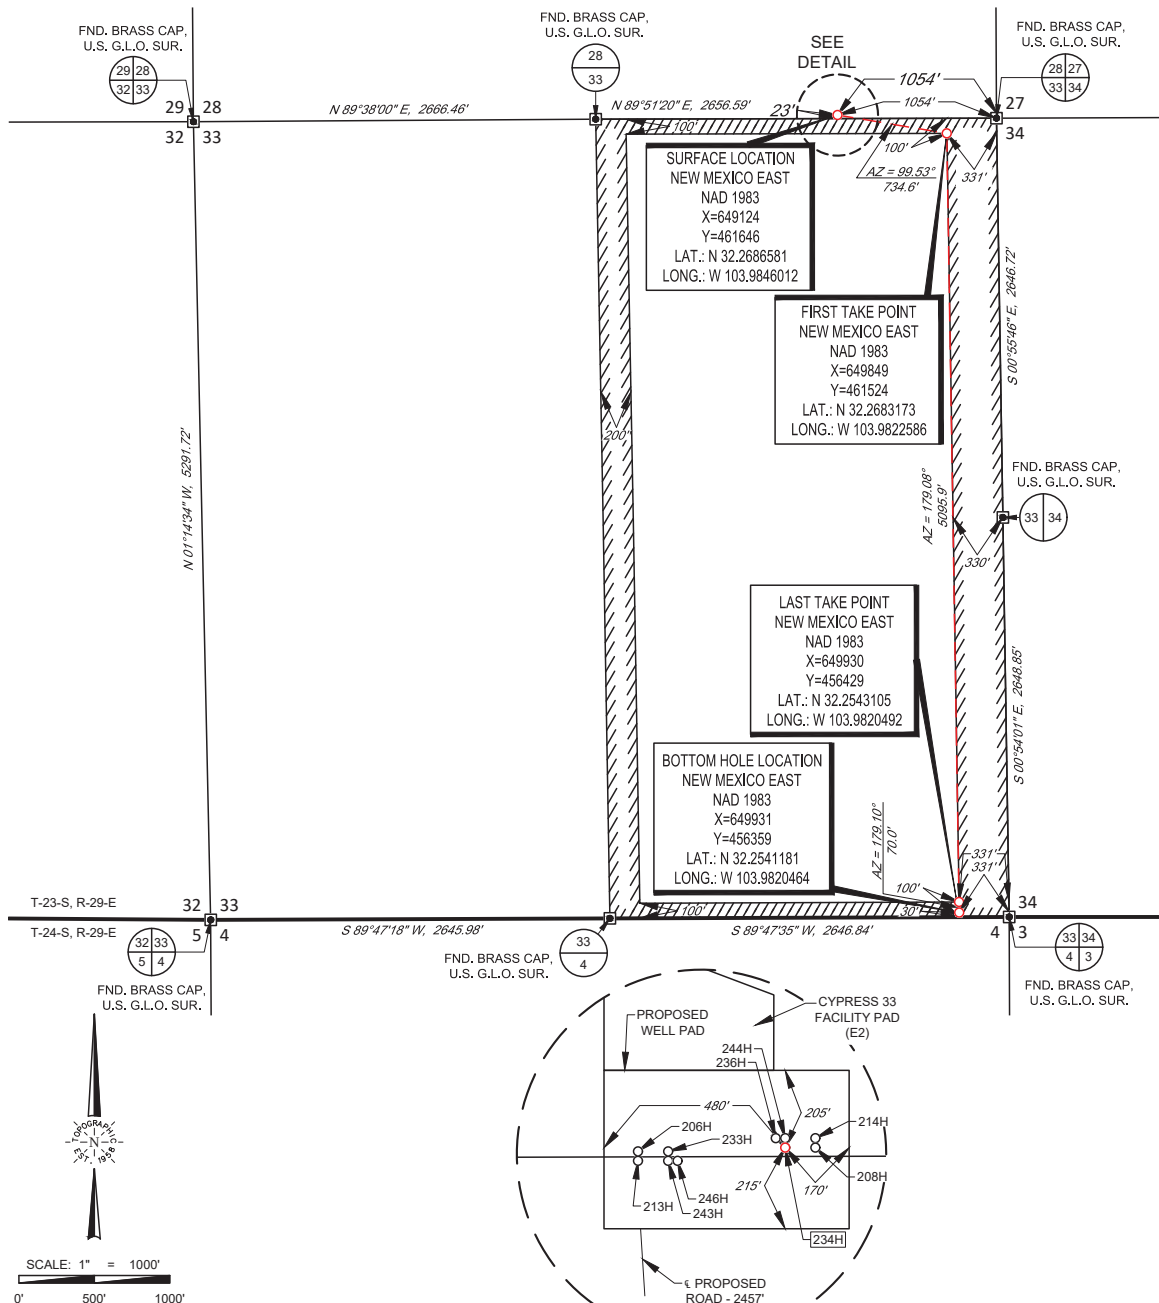 FND. BRASS CAP,
U.S. G.L.O. SUR.
29 28
32 33
FND. BRASS CAP,
U.S. G.L.O. SUR.
28
33
SEE
DETAIL
FND. BRASS CAP,
U.S. G.L.O. SUR.
28 27
33 34
29 28
32 33
N 89°38'00" E, 2666.46'
N 89°51'20" E, 2656.59'
23'
1054'
1054'
27
34
100'
100'
331'
AZ = 99.53°
734.6'
SURFACE LOCATION
NEW MEXICO EAST
NAD 1983
X=649124
Y=461646
LAT.: N 32.2686581
LONG.: W 103.9846012
FIRST TAKE POINT
NEW MEXICO EAST
NAD 1983
X=649849
Y=461524
LAT.: N 32.2683173
LONG.: W 103.9822586
S 00°55'46" E, 2646.72'
200'
N 01°14'34" W, 5291.72'
AZ = 179.08°
5095.9'
330'
FND. BRASS CAP,
U.S. G.L.O. SUR.
33 34
LAST TAKE POINT
NEW MEXICO EAST
NAD 1983
X=649930
Y=456429
LAT.: N 32.2543105
LONG.: W 103.9820492
S 00°54'01" E, 2648.85'
BOTTOM HOLE LOCATION
NEW MEXICO EAST
NAD 1983
X=649931
Y=456359
LAT.: N 32.2541181
LONG.: W 103.9820464
AZ = 179.10°
70.0'
331'
331'
100'
30'
100'
T-23-S, R-29-E
T-24-S, R-29-E
32 33
5 4
S 89°47'18" W, 2645.98'
S 89°47'35" W, 2646.84'
34
4 3
32 33
5 4
FND. BRASS CAP,
U.S. G.L.O. SUR.
FND. BRASS CAP,
U.S. G.L.O. SUR.
33
4
33 34
4 3
FND. BRASS CAP,
U.S. G.L.O. SUR.
PROPOSED
WELL PAD
CYPRESS 33
FACILITY PAD
(E2)
244H
236H
480'
205'
206H
233H
214H
213H
246H
243H
215'
170'
208H
234H
℄ PROPOSED
ROAD - 2457'
TOPOGRAPHIC
N
EST. 1958
SCALE: 1" = 1000'
0' 500' 1000'